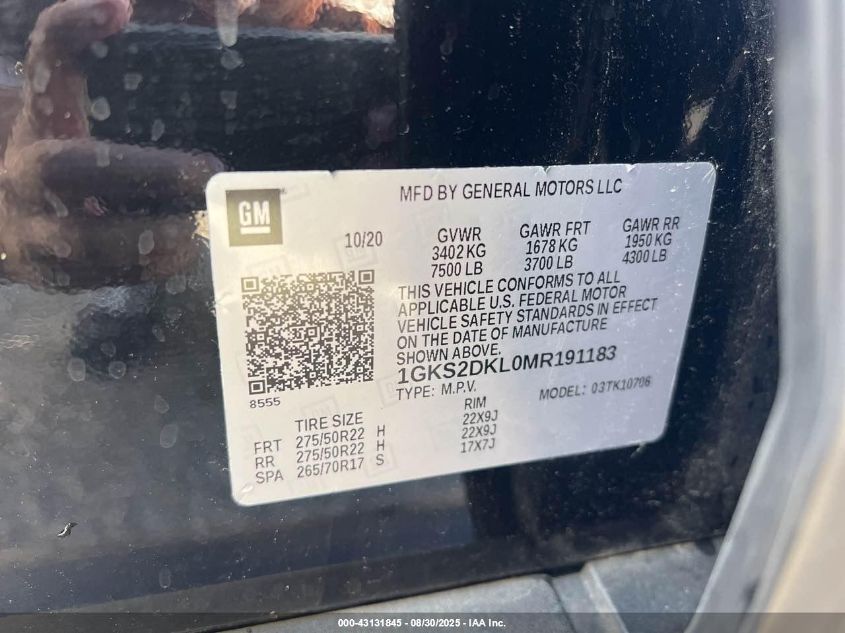 MFD BY GENERAL MOTORS LLC
GM
10/20
GVWR
3402 KG
7500 LB
GAWR FRT
1678 KG
3700 LB
GAWR RR
1950 KG
4300 LB
THIS VEHICLE CONFORMS TO ALL
APPLICABLE U.S. FEDERAL MOTOR
VEHICLE SAFETY STANDARDS IN EFFECT
ON THE DATE OF MANUFACTURE
SHOWN ABOVE.
1GKS2DKL0MR191183
TYPE: M.P.V.
MODEL: 03TK10706
8555
TIRE SIZE
RIM
FRT 275/50R22 H 22X9J
RR 275/50R22 H 22X9J
SPA 265/70R17 S 17X7J
000-43131845 - 08/30/2025 - IAA Inc.